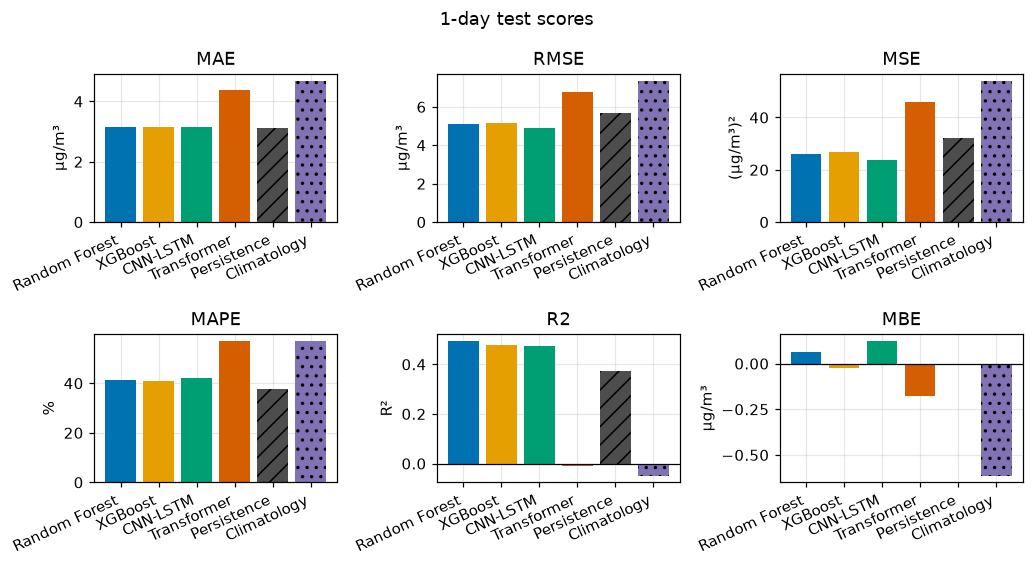 1-day test scores
MAE
µg/m³
4
2
0
Random Forest
XGBoost
CNN-LSTM
Transformer
Persistence
Climatology
RMSE
µg/m³
6
4
2
0
Random Forest
XGBoost
CNN-LSTM
Transformer
Persistence
Climatology
MSE
(µg/m³)²
40
20
0
Random Forest
XGBoost
CNN-LSTM
Transformer
Persistence
Climatology
MAPE
%
40
20
0
Random Forest
XGBoost
CNN-LSTM
Transformer
Persistence
Climatology
R2
R²
0.4
0.2
0.0
Random Forest
XGBoost
CNN-LSTM
Transformer
Persistence
Climatology
MBE
µg/m³
0.00
−0.25
−0.50
Random Forest
XGBoost
CNN-LSTM
Transformer
Persistence
Climatology